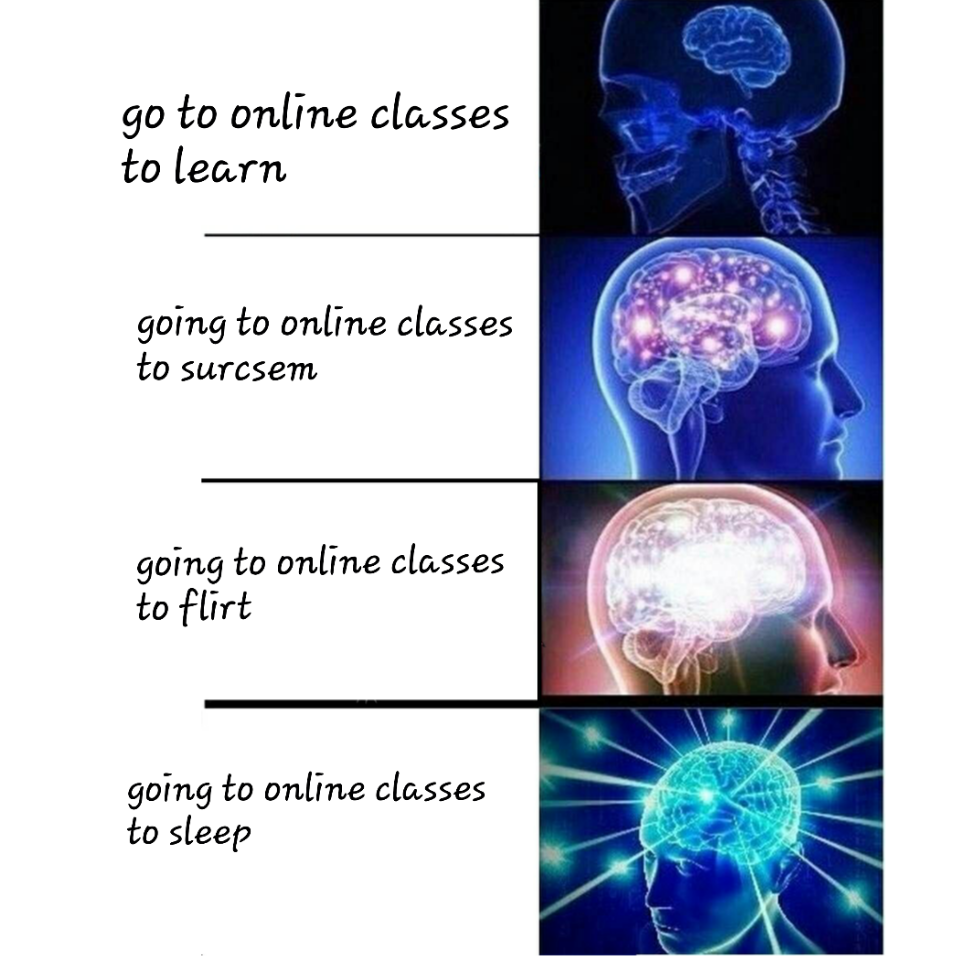 go to online classes
to learn
going to online classes
to surcsem
going to online classes
to flirt
going to online classes
to sleep